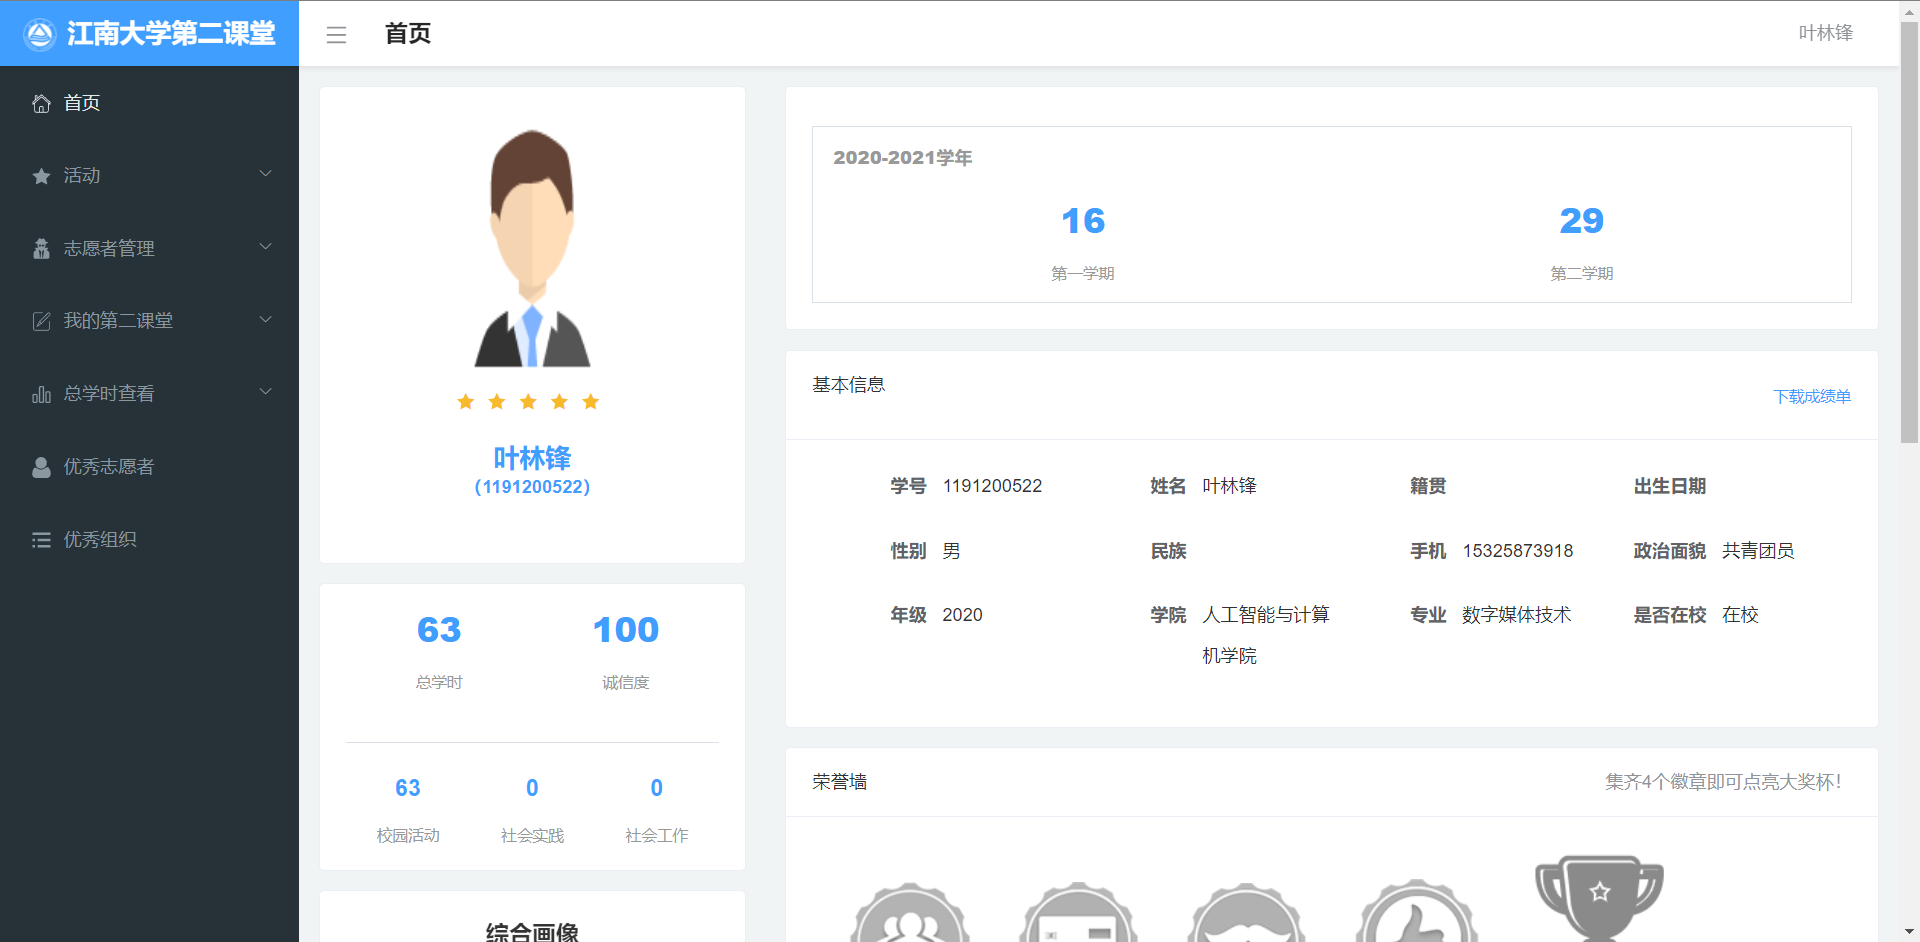 江南大学第二课堂
首页
叶林锋
首页
活动
志愿者管理
我的第二课堂
总学时查看
优秀志愿者
优秀组织
叶林锋
（1191200522）
63
总学时
100
诚信度
63
校园活动
0
社会实践
0
社会工作
综合画像
2020-2021学年
16
第一学期
29
第二学期
基本信息
下载成绩单
学号 1191200522
姓名 叶林锋
籍贯
出生日期
性别 男
民族
手机 15325873918
政治面貌 共青团员
年级 2020
学院 人工智能与计算
机学院
专业 数字媒体技术
是否在校 在校
荣誉墙
集齐4个徽章即可点亮大奖杯！